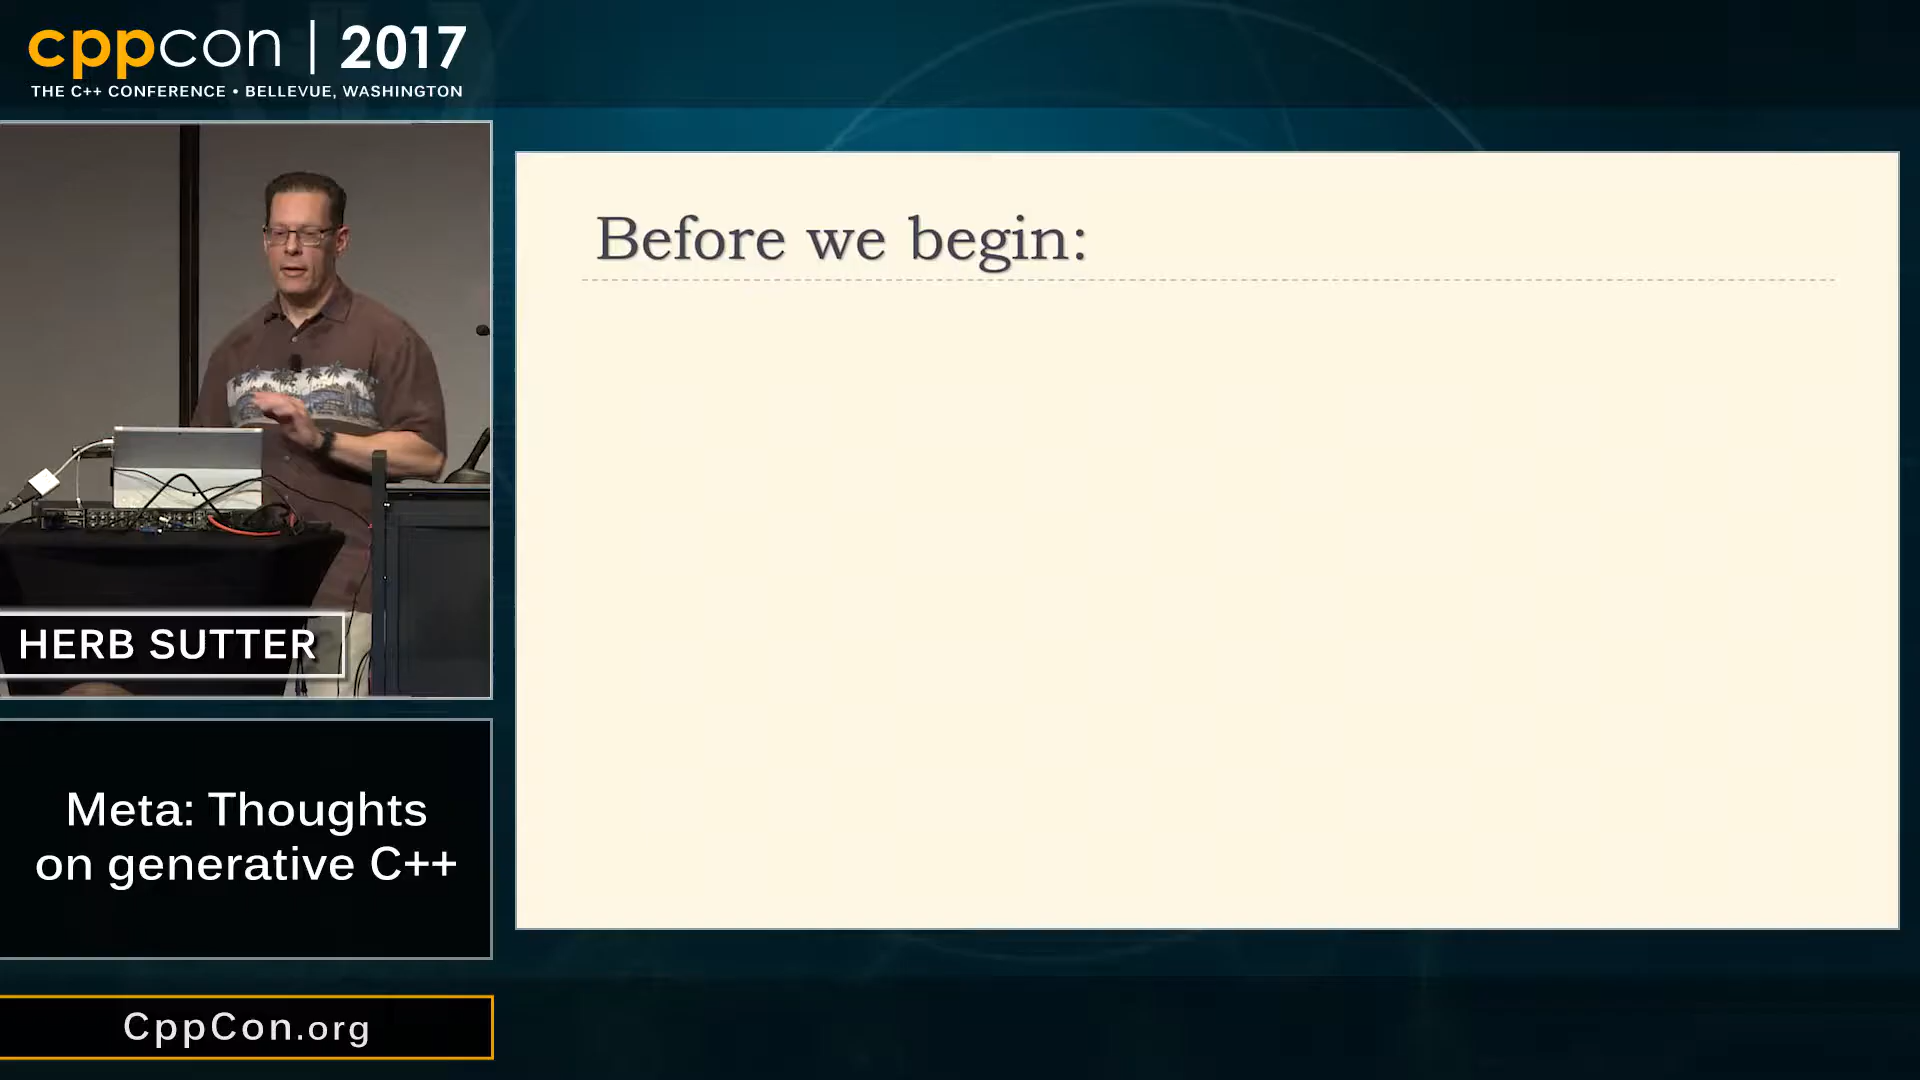 cppcon | 2017
THE C++ CONFERENCE • BELLEVUE, WASHINGTON
Before we begin:
HERB SUTTER
Meta: Thoughts
on generative C++
CppCon.org